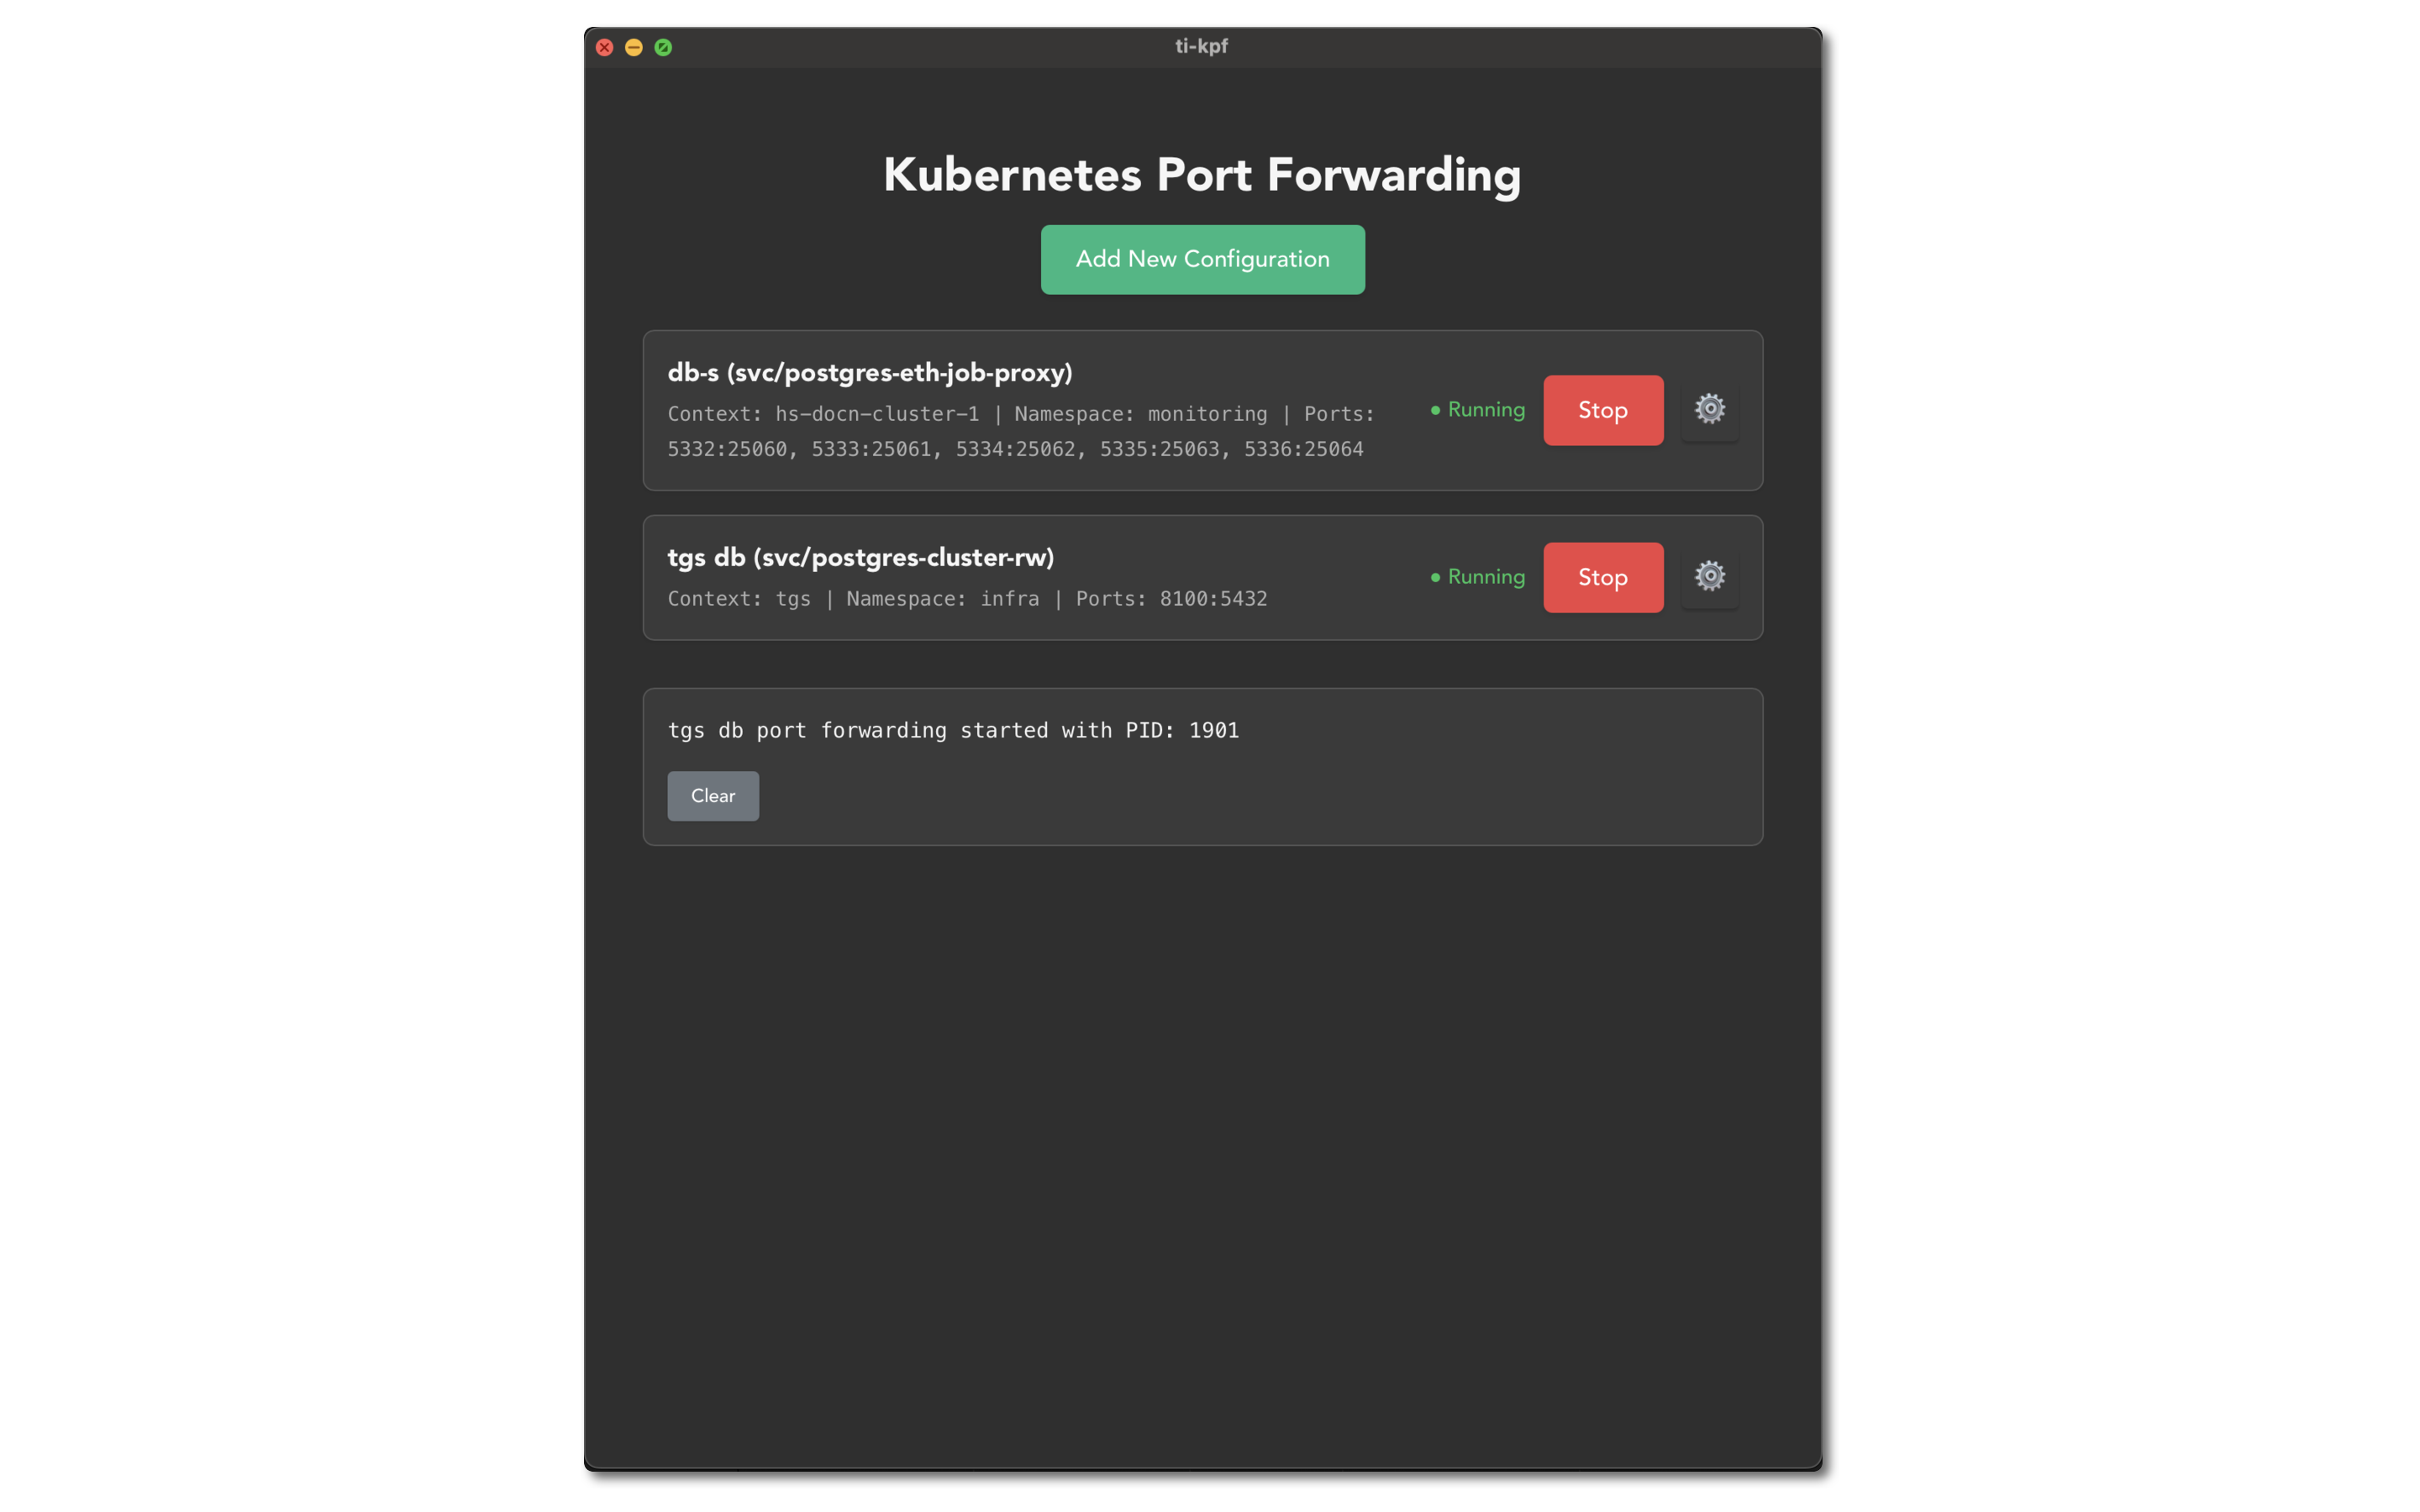 ti-kpf
Kubernetes Port Forwarding
Add New Configuration
db-s (svc/postgres-eth-job-proxy)
Context: hs-docn-cluster-1 | Namespace: monitoring | Ports:
5332:25060, 5333:25061, 5334:25062, 5335:25063, 5336:25064
Running
Stop
tgs db (svc/postgres-cluster-rw)
Context: tgs | Namespace: infra | Ports: 8100:5432
Running
Stop
tgs db port forwarding started with PID: 1901
Clear